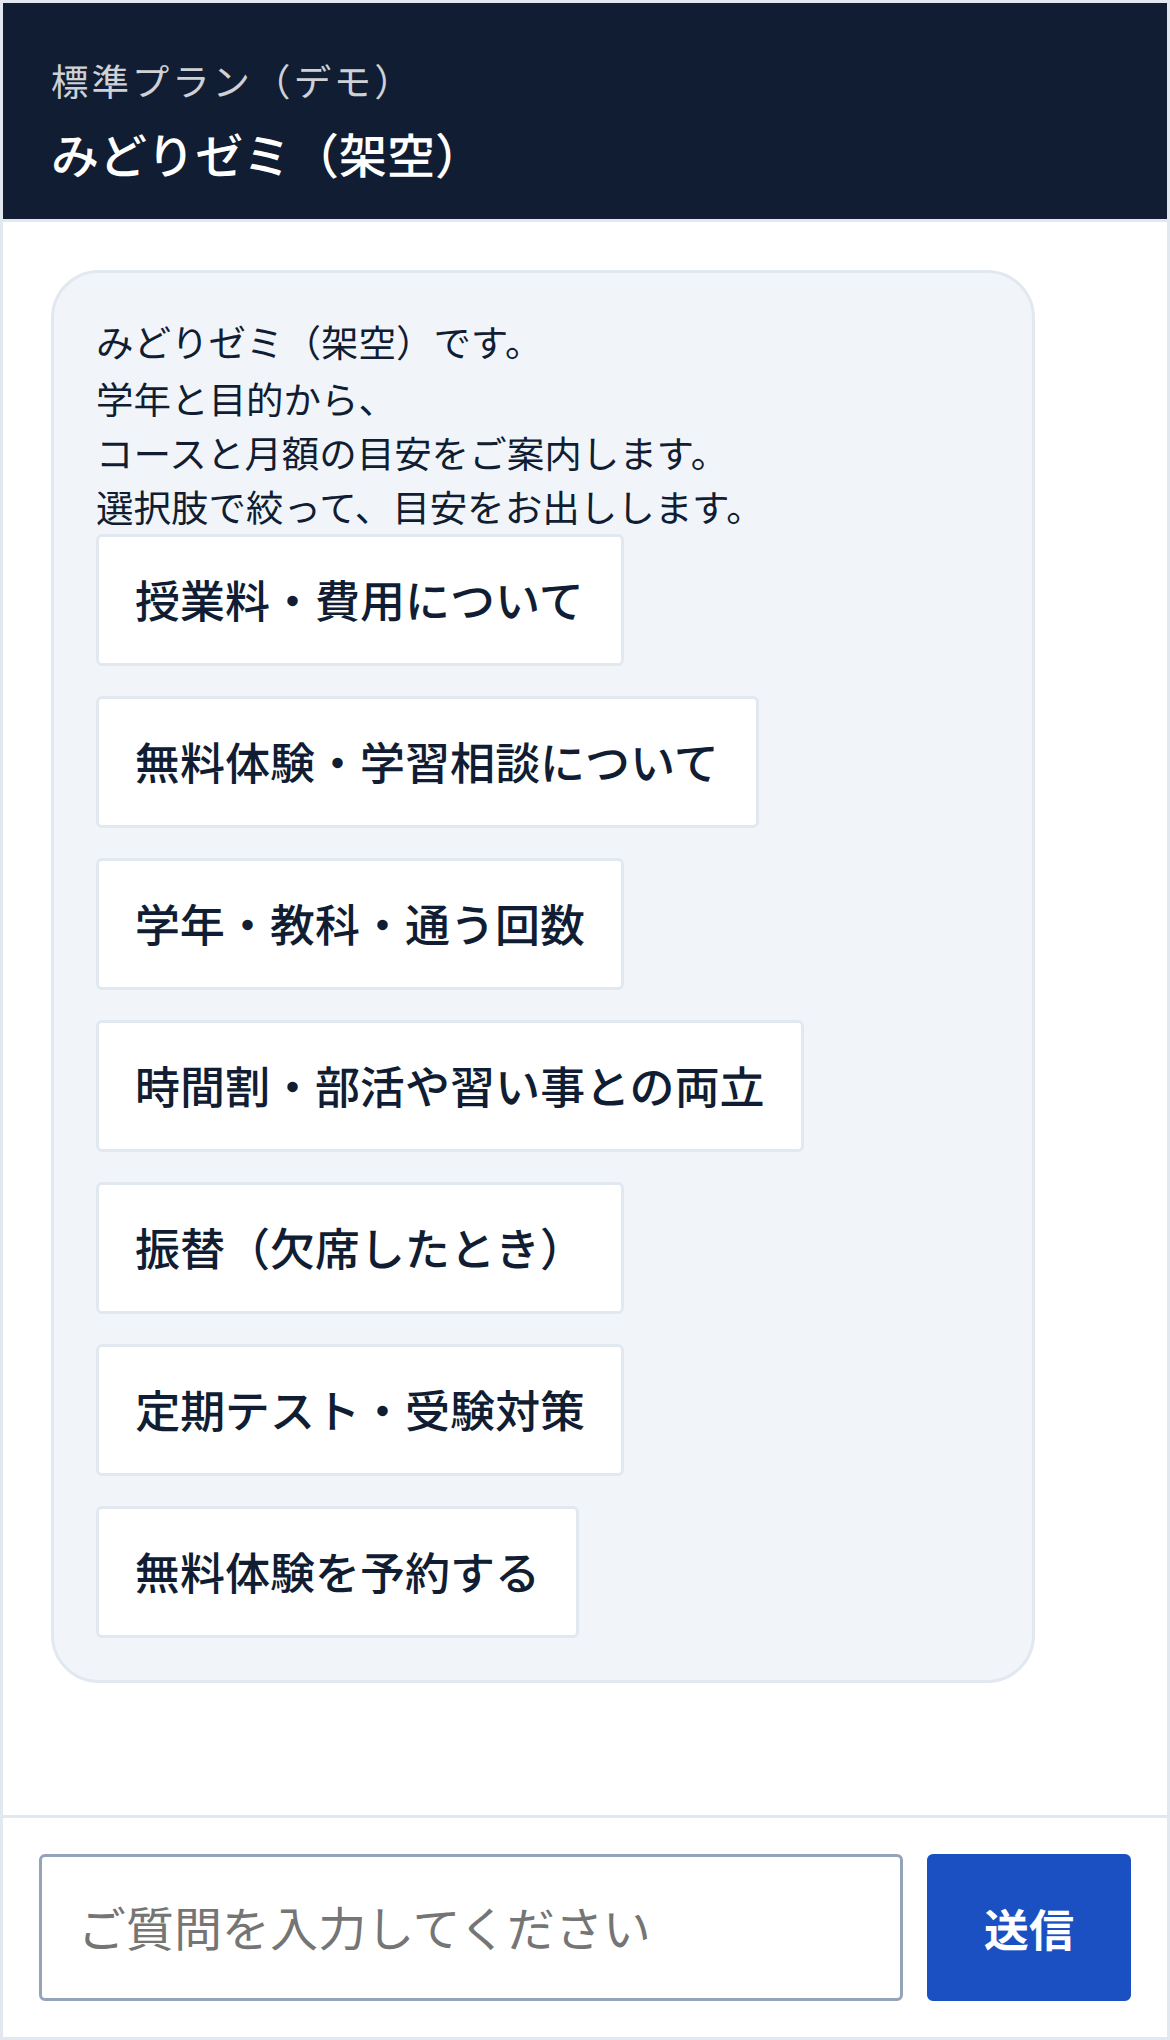 標準プラン（デモ）
みどりゼミ（架空）
みどりゼミ（架空）です。
学年と目的から、
コースと月額の目安をご案内します。
選択肢で絞って、目安をお出しします。
授業料・費用について
無料体験・学習相談について
学年・教科・通う回数
時間割・部活や習い事との両立
振替（欠席したとき）
定期テスト・受験対策
無料体験を予約する
ご質問を入力してください
送信